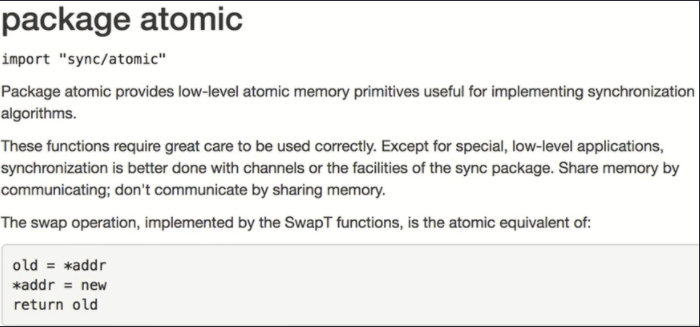 package atomic
import "sync/atomic"
Package atomic provides low-level atomic memory primitives useful for implementing synchronization
algorithms.
These functions require great care to be used correctly. Except for special, low-level applications,
synchronization is better done with channels or the facilities of the sync package. Share memory by
communicating; don't communicate by sharing memory.
The swap operation, implemented by the SwapT functions, is the atomic equivalent of:
old = *addr
*addr = new
return old